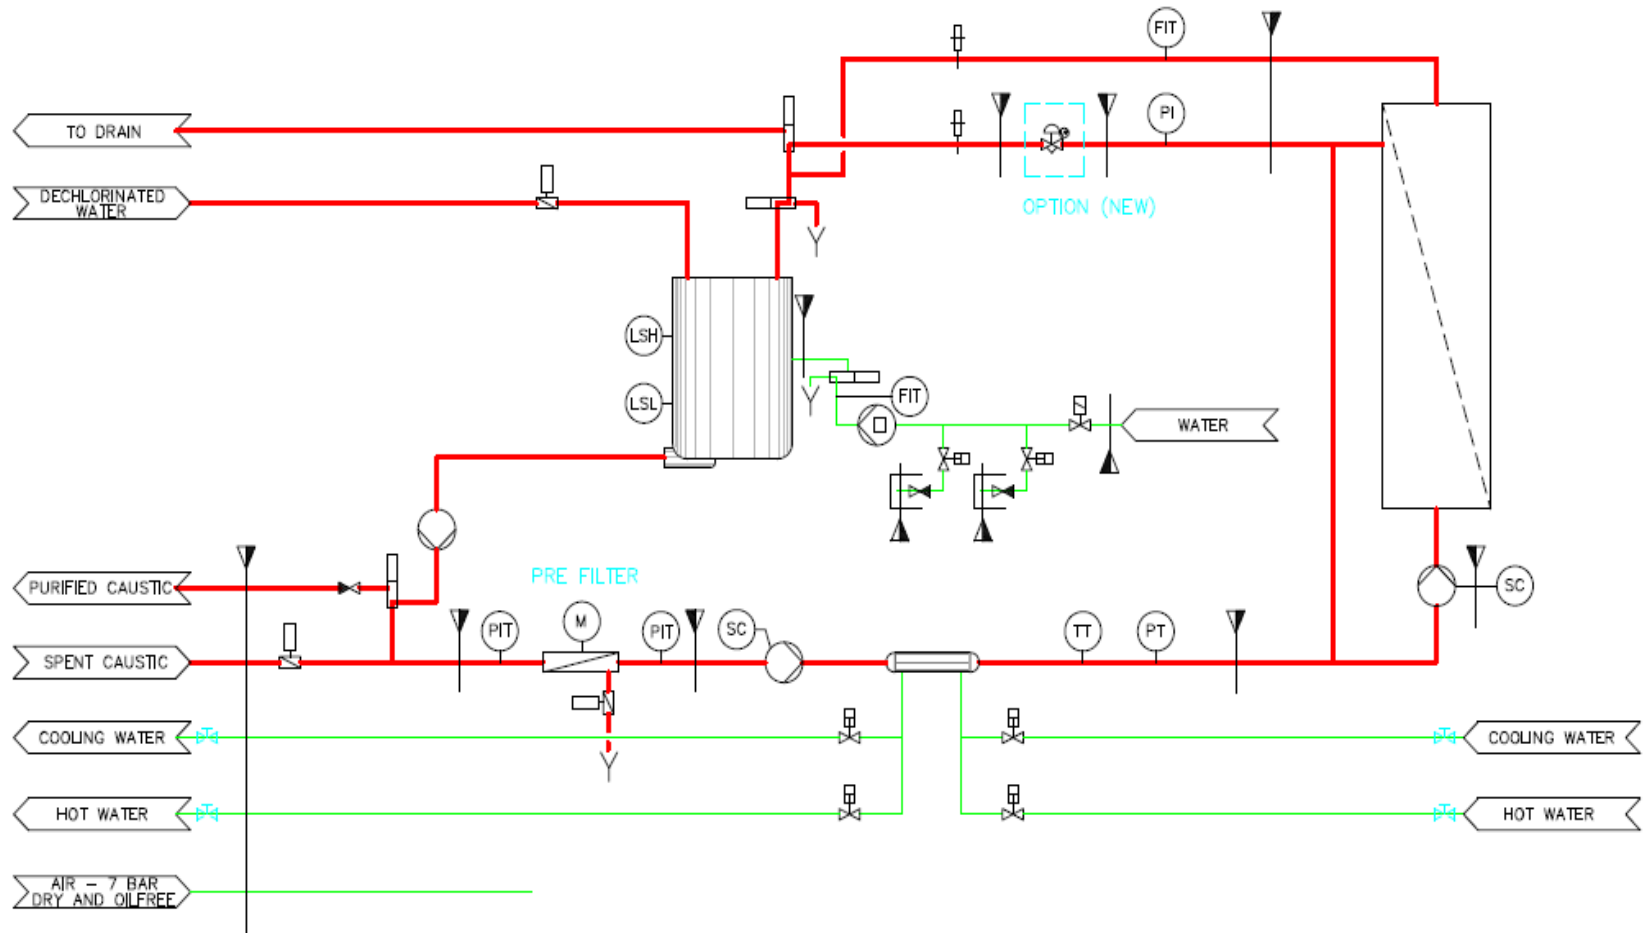 FIT
TO DRAIN
PI
DECHLORINATED
WATER
OPTION (NEW)
LSH
LSL
FIT
WATER
PURIFIED CAUSTIC
PRE FILTER
SC
SPENT CAUSTIC
PIT
M
PIT
SC
TT
PT
COOLING WATER
COOLING WATER
HOT WATER
HOT WATER
AIR – 7 BAR
DRY AND OILFREE